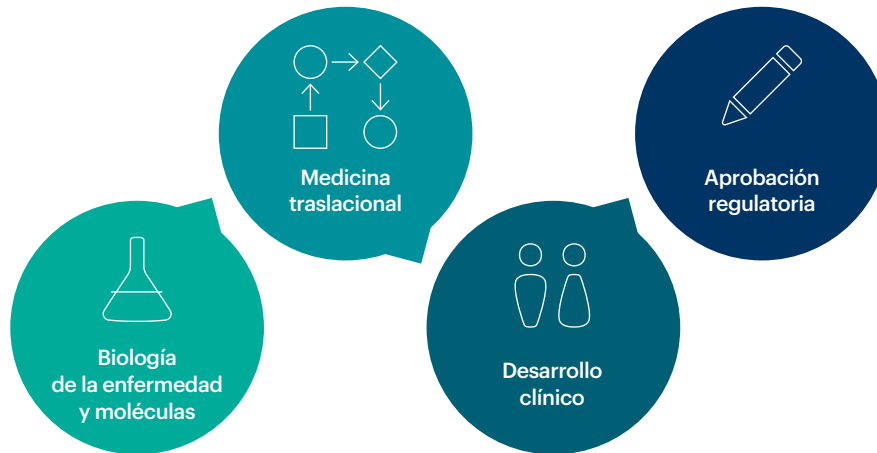 Biología
de la enfermedad
y moléculas
Medicina
traslacional
Desarrollo
clínico
Aprobación
regulatoria